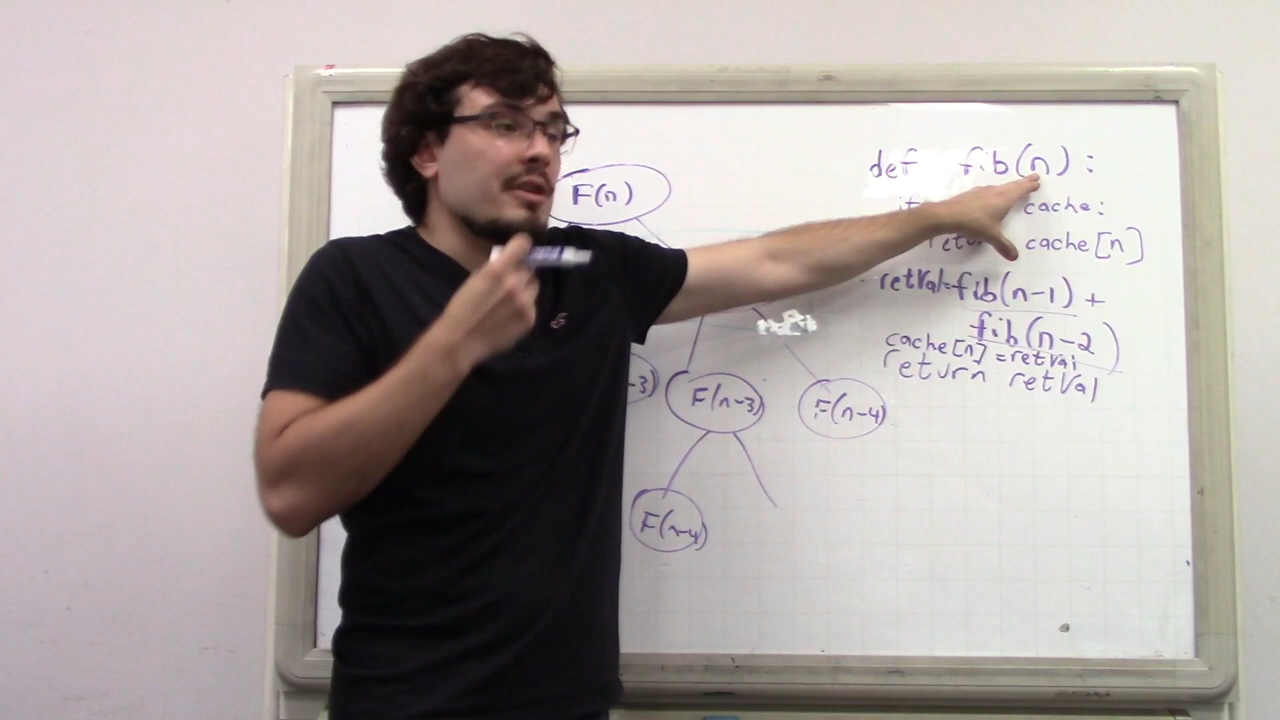 F(n)
-3)
F(n-3)
F(n-4)
F(n-4)
def fib(n):
cache:
cache[n]
retVal=fib(n-1) +
fib(n-2)
cache[n]=retVal
return retVal